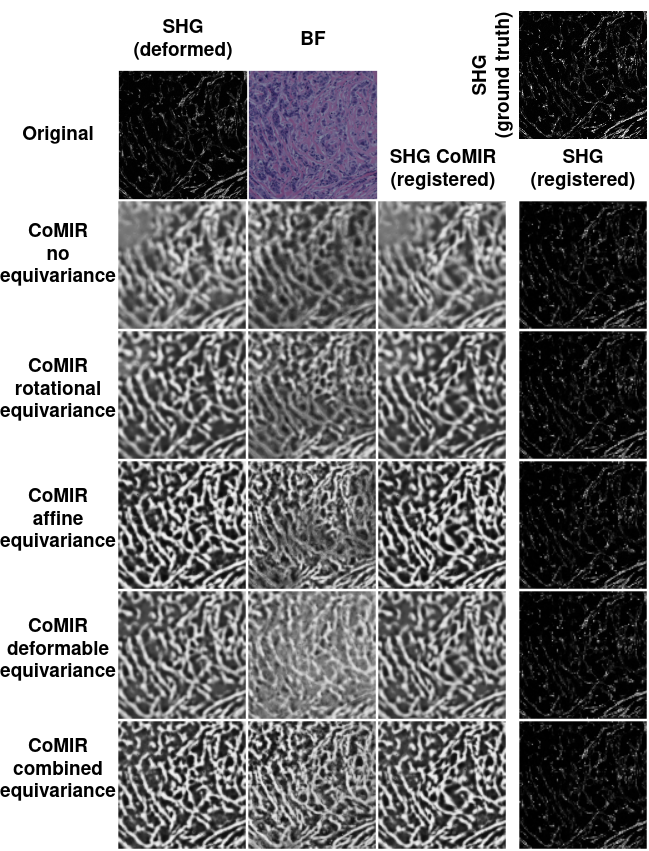 SHG
(deformed)
BF
SHG
(ground truth)
Original
SHG CoMIR
(registered)
SHG
(registered)
CoMIR
no
equivariance
CoMIR
rotational
equivariance
CoMIR
affine
equivariance
CoMIR
deformable
equivariance
CoMIR
combined
equivariance